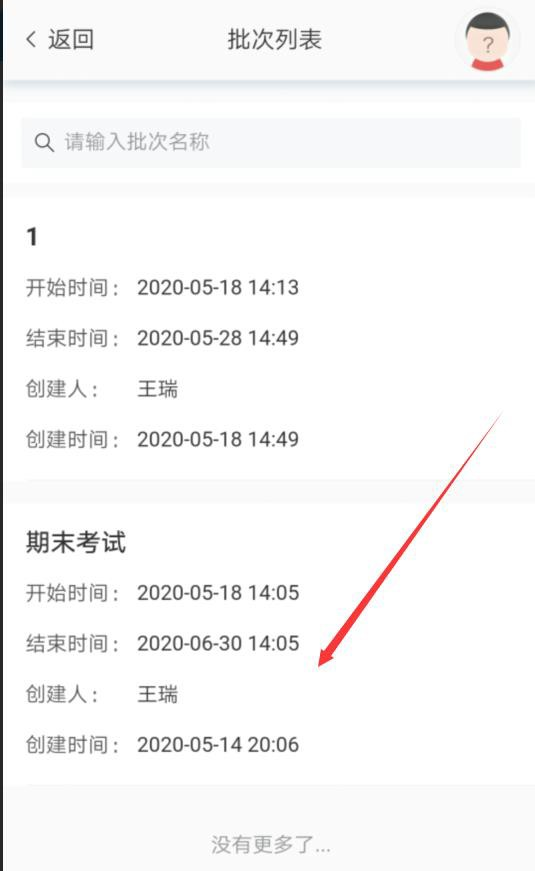 返回
批次列表
?
请输入批次名称
1
开始时间： 2020-05-18 14:13
结束时间： 2020-05-28 14:49
创建人： 王瑞
创建时间： 2020-05-18 14:49
期末考试
开始时间： 2020-05-18 14:05
结束时间： 2020-06-30 14:05
创建人： 王瑞
创建时间： 2020-05-14 20:06
没有更多了...